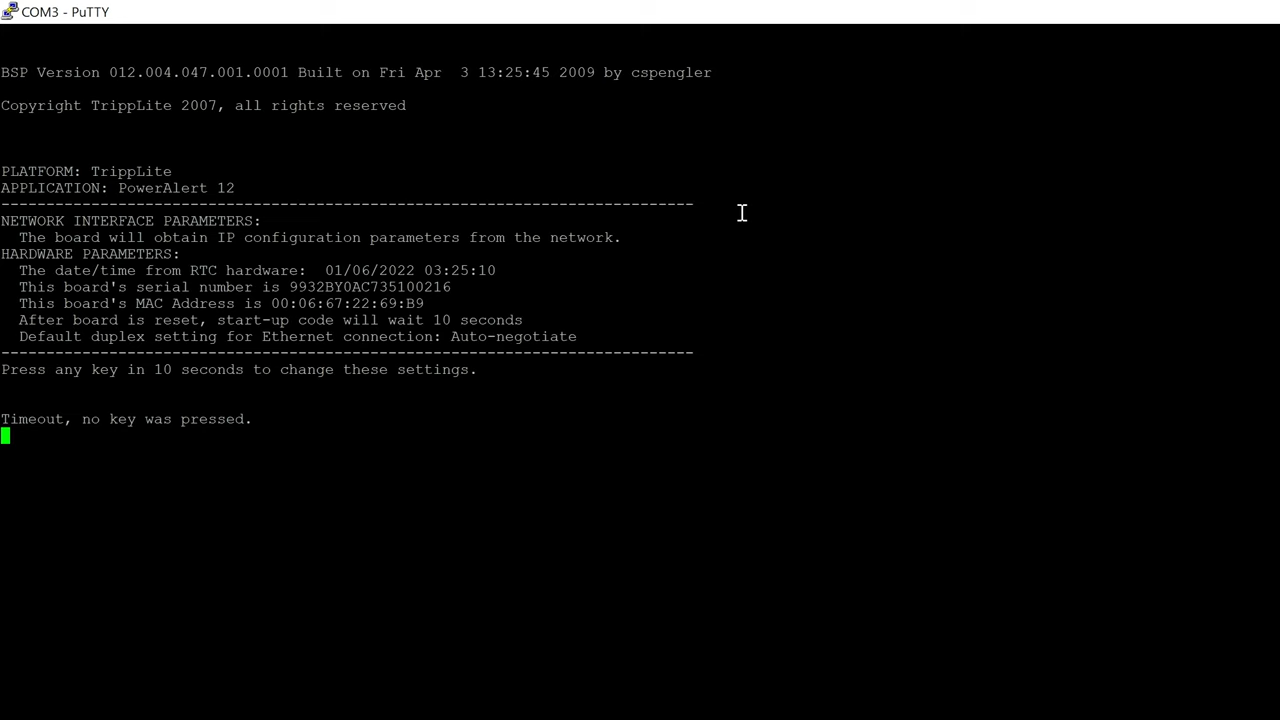 COM3 - PuTTY
BSP Version 012.004.047.001.0001 Built on Fri Apr  3 13:25:45 2009 by cspengler
Copyright TrippLite 2007, all rights reserved
PLATFORM: TrippLite
APPLICATION: PowerAlert 12
-----------------------------------------------------------------------------
NETWORK INTERFACE PARAMETERS:
  The board will obtain IP configuration parameters from the network.
HARDWARE PARAMETERS:
  The date/time from RTC hardware:  01/06/2022 03:25:10
  This board's serial number is 9932BY0AC735100216
  This board's MAC Address is 00:06:67:22:69:B9
  After board is reset, start-up code will wait 10 seconds
  Default duplex setting for Ethernet connection: Auto-negotiate
-----------------------------------------------------------------------------
Press any key in 10 seconds to change these settings.
Timeout, no key was pressed.